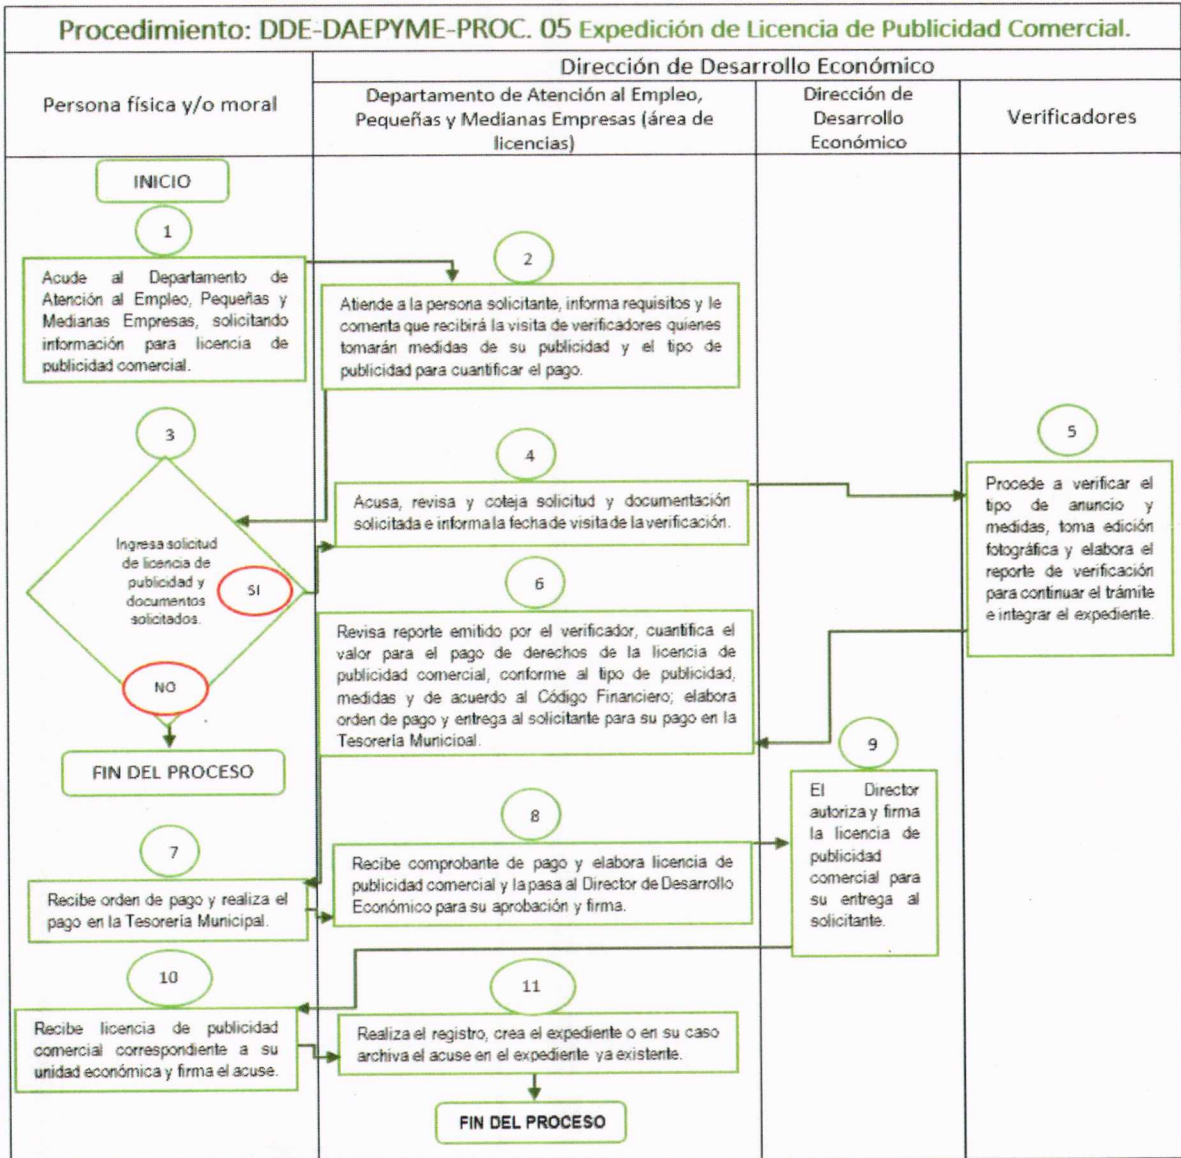 Procedimiento: DDE-DAEPYME-PROC. 05 Expedición de Licencia de Publicidad Comercial.
Persona física y/o moral
Dirección de Desarrollo Económico
Departamento de Atención al Empleo,
Pequeñas y Medianas Empresas (área de
licencias)
Dirección de
Desarrollo
Económico
Verificadores
INICIO
1
Acude al Departamento de
Atención al Empleo, Pequeñas y
Medianas Empresas, solicitando
información para licencia de
publicidad comercial.
2
Atiende a la persona solicitante, informa requisitos y le
comenta que recibirá la visita de verificadores quienes
tomarán medidas de su publicidad y el tipo de
publicidad para cuantificar el pago.
3
Ingresa solicitud
de licencia de
publicidad y
documentos
solicitados.
SI
NO
FIN DEL PROCESO
4
Acusa, revisa y coteja solicitud y documentación
solicitada e informa la fecha de visita de la verificación.
5
Procede a verificar el
tipo de anuncio y
medidas, toma edición
fotográfica y elabora el
reporte de verificación
para continuar el trámite
e integrar el expediente.
6
Revisa reporte emitido por el verificador, cuantifica el
valor para el pago de derechos de la licencia de
publicidad comercial, conforme al tipo de publicidad,
medidas y de acuerdo al Código Financiero; elabora
orden de pago y entrega al solicitante para su pago en la
Tesorería Municipal.
7
Recibe orden de pago y realiza el
pago en la Tesorería Municipal.
8
Recibe comprobante de pago y elabora licencia de
publicidad comercial y la pasa al Director de Desarrollo
Económico para su aprobación y firma.
9
El Director
autoriza y firma
la licencia de
publicidad
comercial para
su entrega al
solicitante.
10
Recibe licencia de publicidad
comercial correspondiente a su
unidad económica y firma el acuse.
11
Realiza el registro, crea el expediente o en su caso
archiva el acuse en el expediente ya existente.
FIN DEL PROCESO